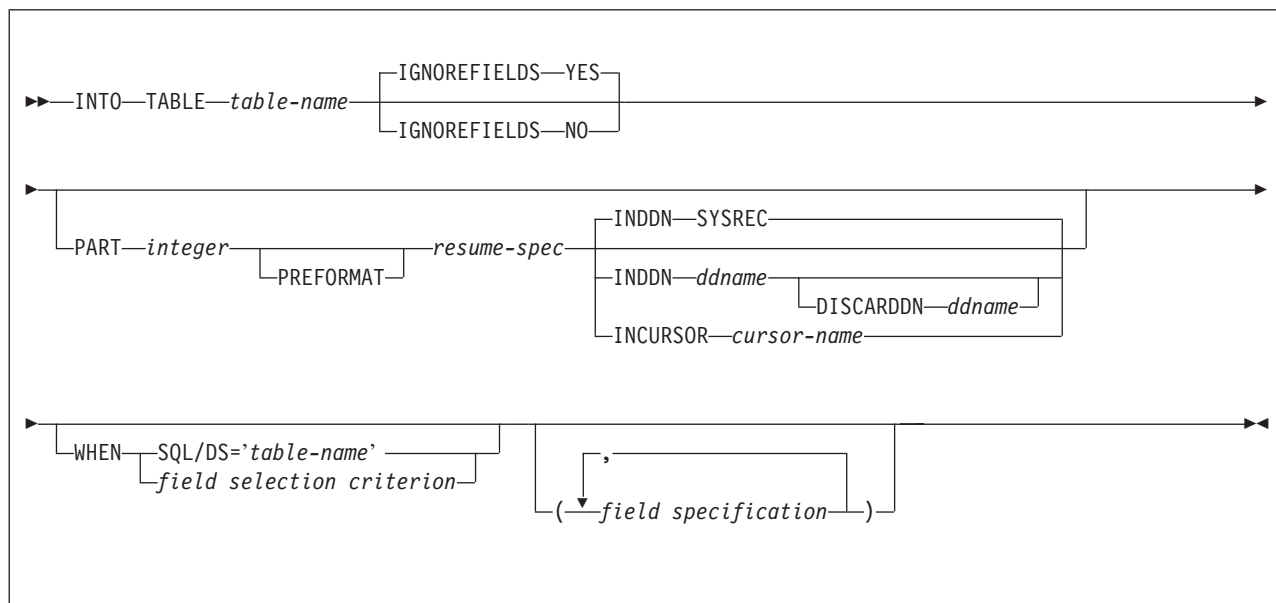 IGNOREFIELDS YES
INTO TABLE table-name
IGNOREFIELDS NO
INDDN SYSREC
PART integer resume-spec
PREFORMAT INDDN ddname
DISCARDDN ddname
INCURSOR cursor-name
WHEN SQL/DS='table-name' ,
field selection criterion
( field specification )